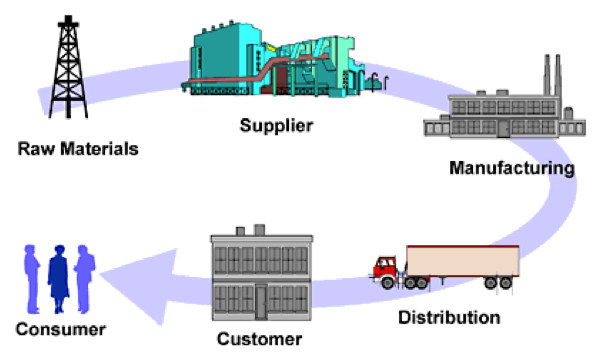 Raw Materials
Supplier
Manufacturing
Distribution
Customer
Consumer